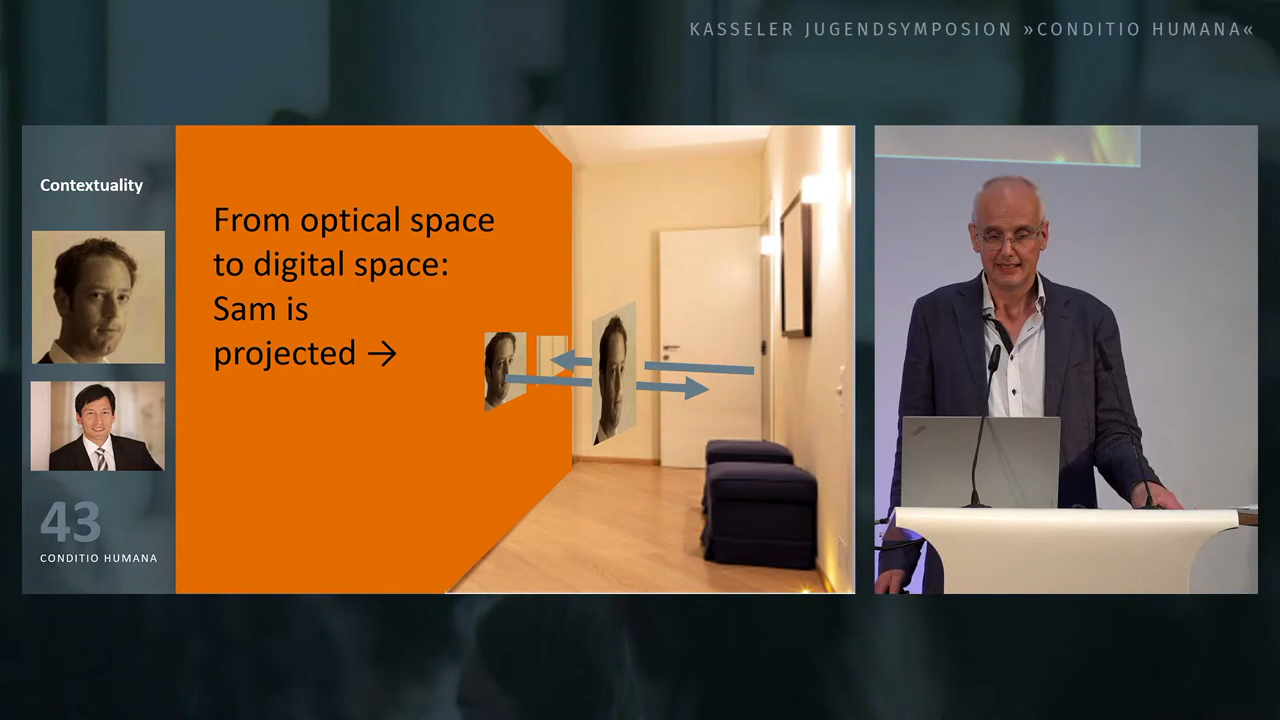 KASSELER JUGENDSYMPOSION »CONDITIO HUMANA«
Contextuality
From optical space
to digital space:
Sam is
projected →
43
CONDITIO HUMANA